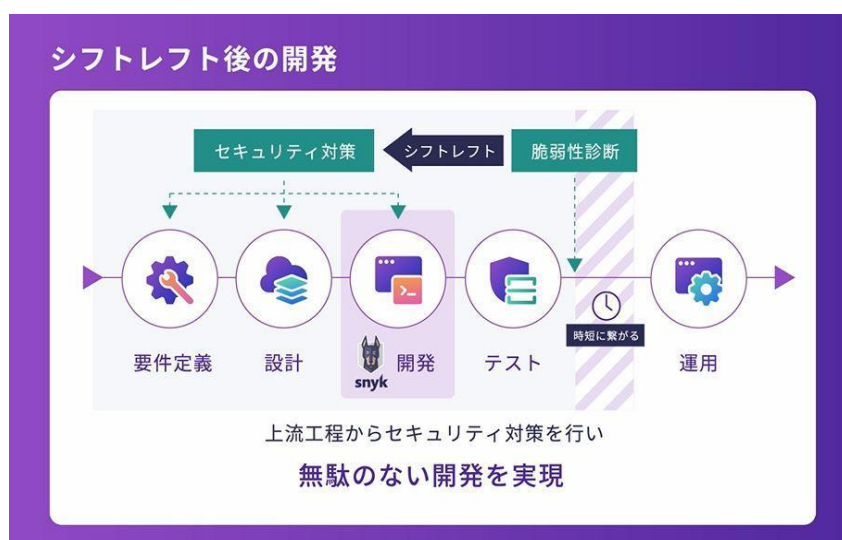 シフトレフト後の開発
セキュリティ対策
シフトレフト
脆弱性診断
要件定義
設計
snyk
開発
テスト
時短に繋がる
運用
上流工程からセキュリティ対策を行い
無駄のない開発を実現